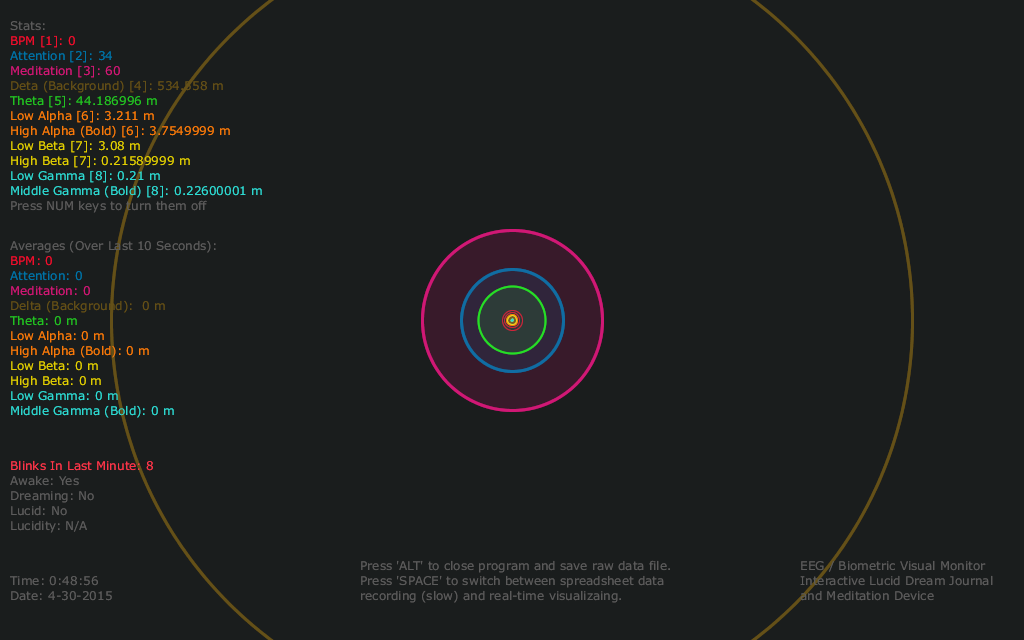 Stats:
BPM [1]: 0
Attention [2]: 34
Meditation [3]: 60
Deta (Background) [4]: 534.558 m
Theta [5]: 44.186996 m
Low Alpha [6]: 3.211 m
High Alpha (Bold) [6]: 3.7549999 m
Low Beta [7]: 3.08 m
High Beta [7]: 0.21589999 m
Low Gamma [8]: 0.21 m
Middle Gamma (Bold) [8]: 0.22600001 m
Press NUM keys to turn them off
Averages (Over Last 10 Seconds):
BPM: 0
Attention: 0
Meditation: 0
Delta (Background): 0 m
Theta: 0 m
Low Alpha: 0 m
High Alpha (Bold): 0 m
Low Beta: 0 m
High Beta: 0 m
Low Gamma: 0 m
Middle Gamma (Bold): 0 m
Blinks In Last Minute: 8
Awake: Yes
Dreaming: No
Lucid: No
Lucidity: N/A
Time: 0:48:56
Date: 4-30-2015
Press 'ALT' to close program and save raw data file.
Press 'SPACE' to switch between spreadsheet data
recording (slow) and real-time visualizaing.
EEG / Biometric Visual Monitor
Interactive Lucid Dream Journal
and Meditation Device